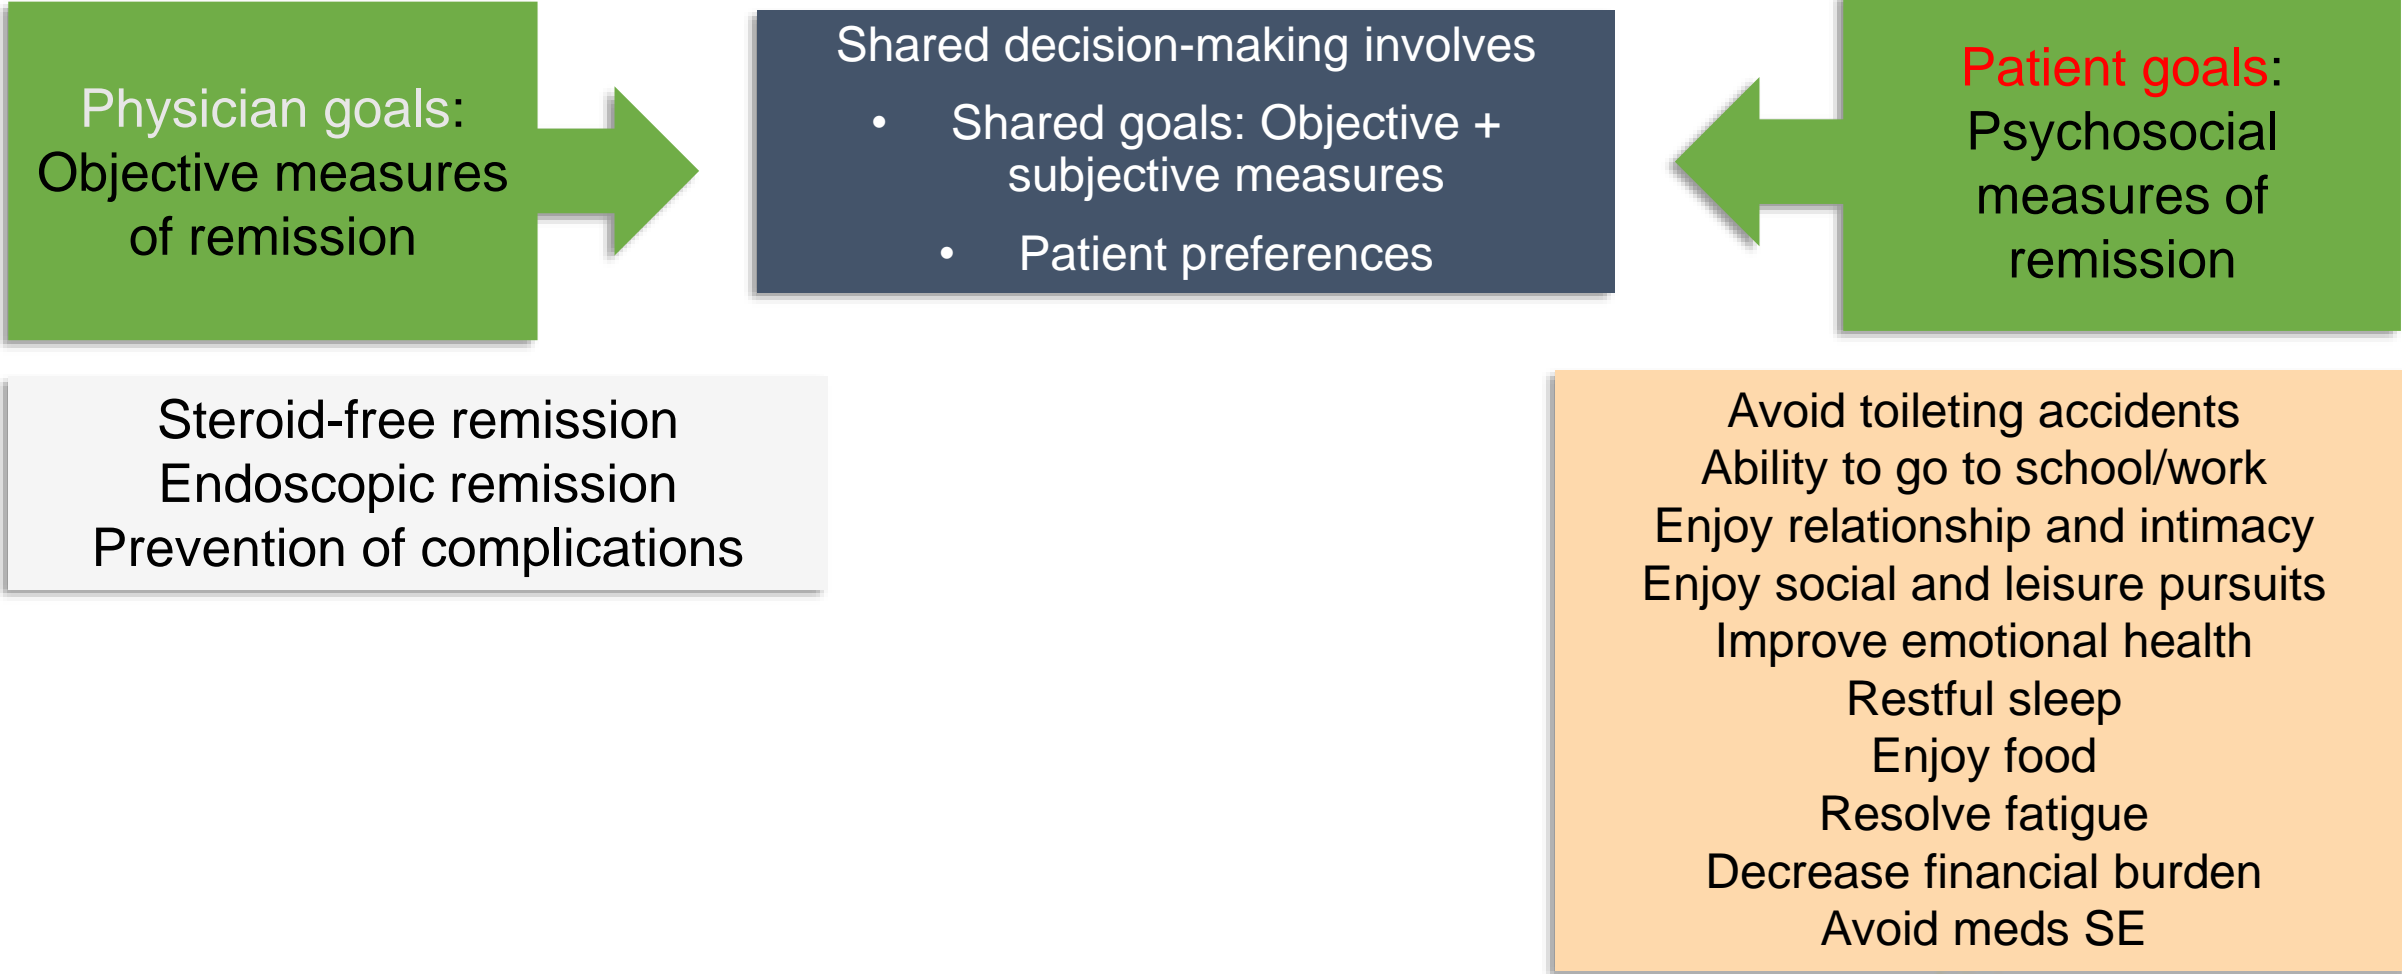 Physician goals:
Objective measures
of remission
Shared decision-making involves
• Shared goals: Objective +
subjective measures
• Patient preferences
Patient goals:
Psychosocial
measures of
remission
Steroid-free remission
Endoscopic remission
Prevention of complications
Avoid toileting accidents
Ability to go to school/work
Enjoy relationship and intimacy
Enjoy social and leisure pursuits
Improve emotional health
Restful sleep
Enjoy food
Resolve fatigue
Decrease financial burden
Avoid meds SE